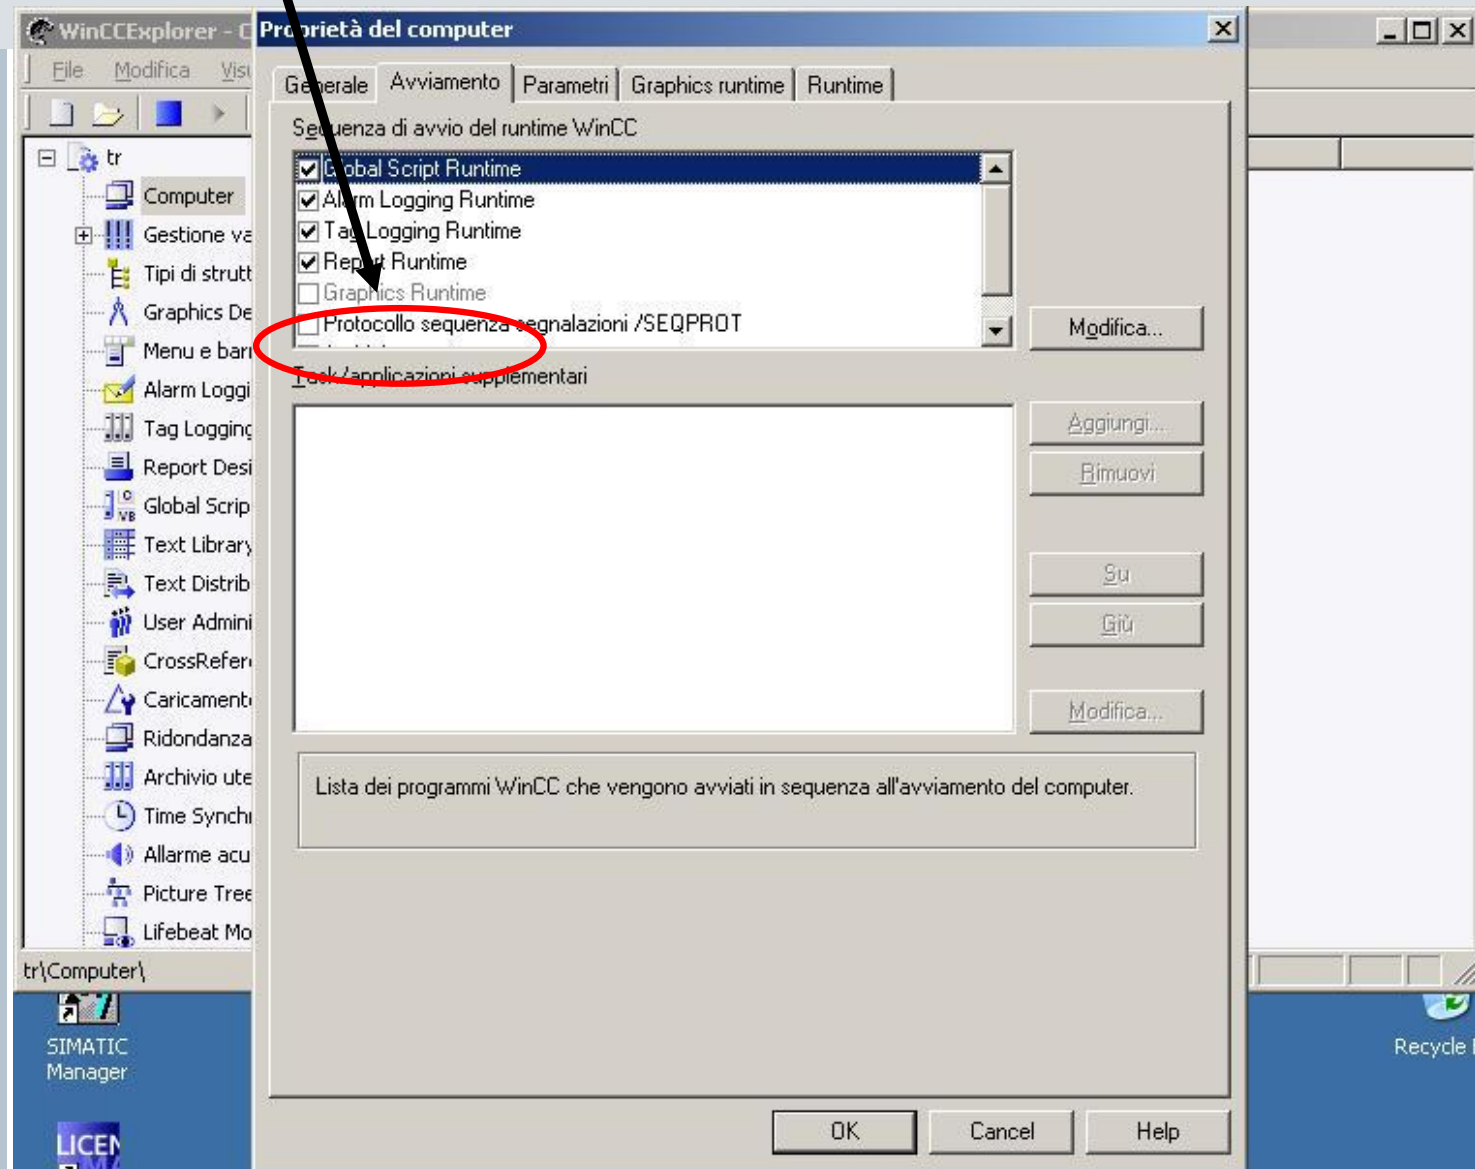 WinCCExplorer - C
Proprietà del computer
File Modifica Visu
Generale Avviamento Parametri Graphics runtime Runtime
Sequenza di avvio del runtime WinCC
Global Script Runtime
Alarm Logging Runtime
Tag Logging Runtime
Report Runtime
Graphics Runtime
Protocollo sequenza segnalazioni /SEQPROT
Modifica...
Task/applicazioni supplementari
Aggiungi...
Rimuovi
Su
Giù
Modifica...
Lista dei programmi WinCC che vengono avviati in sequenza all'avviamento del computer.
OK Cancel Help
tr
Computer
Gestione va
Tipi di strutt
Graphics De
Menu e barr
Alarm Loggi
Tag Logging
Report Desi
Global Scrip
Text Library
Text Distrib
User Admini
CrossRefer
Caricament
Ridondanza
Archivio ute
Time Synchr
Allarme acu
Picture Tree
Lifebeat Mo
tr\Computer\
SIMATIC
Manager
Recycle
LICEN